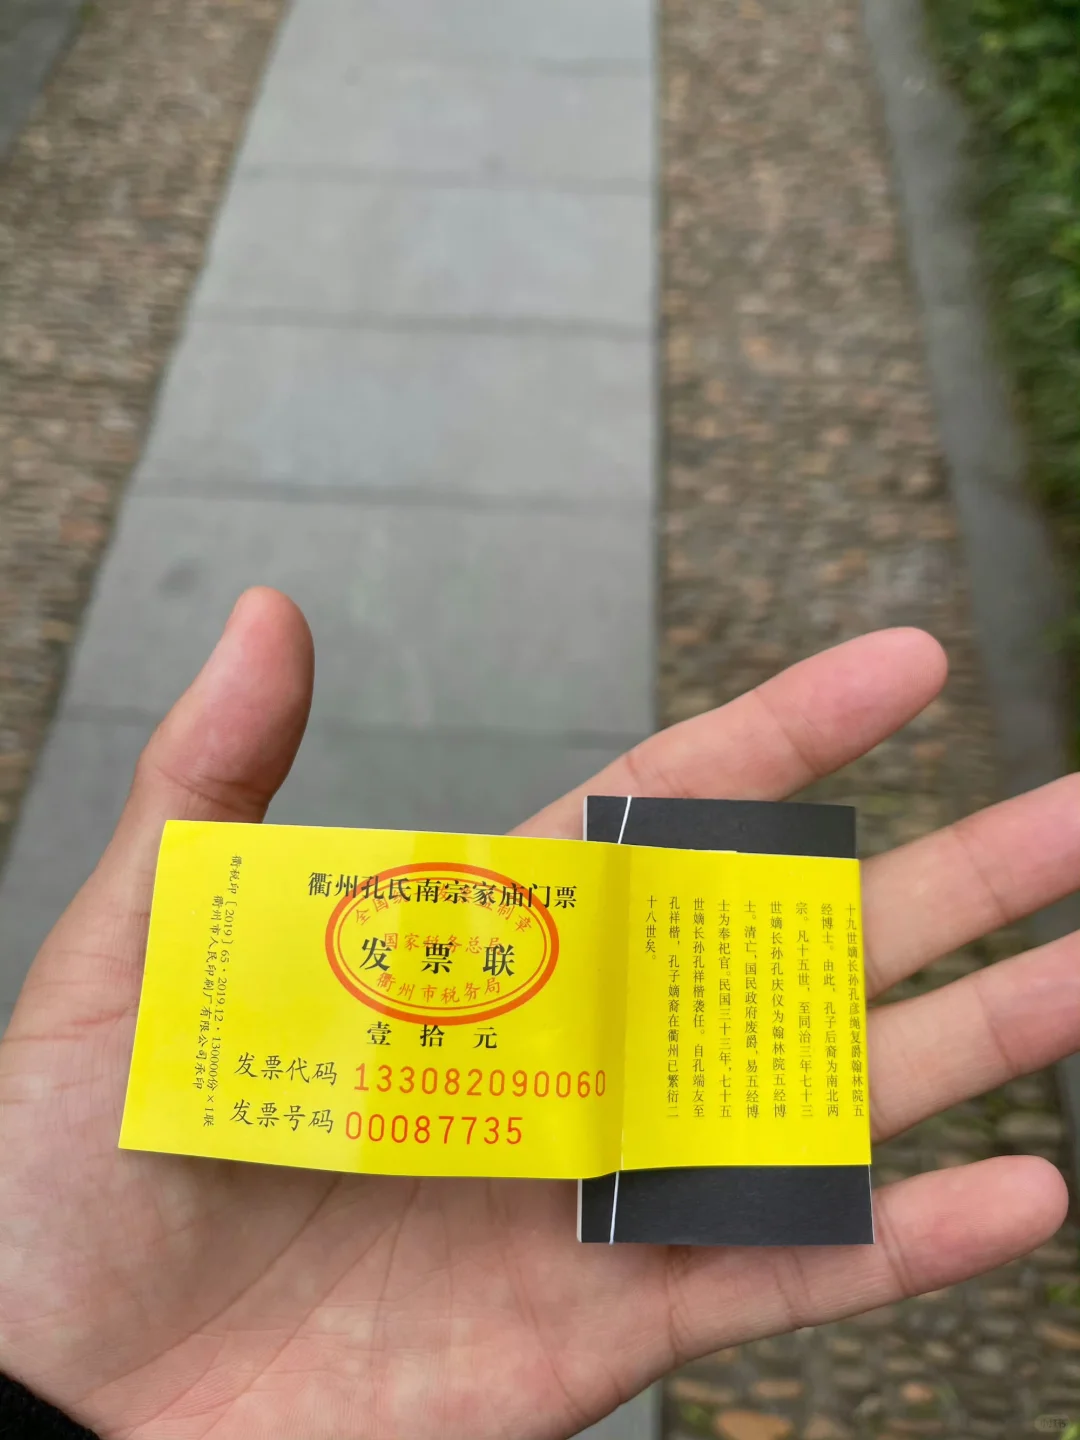 衢州孔氏南宗家庙门票
国家税务总局
发票联
衢州市税务局
壹拾元
发票代码 133082090060
发票号码 00087735
衢税印〔2019〕65·2019.12·130000份×1联
衢州市人民印刷厂有限公司承印
十九世嫡长孙孔彦绳复爵翰林院五
经博士。由此,孔子后裔为南北两
宗。凡十五世,至同治三年七十三
世嫡长孙孔庆仪为翰林院五经博
士。清亡,国民政府废爵,易五经博
士为奉祀官。民国三十三年,七十五
世嫡长孙孔祥楷袭任。自孔端友至
孔祥楷,孔子嫡裔在衢州已繁衍二
十八世矣。